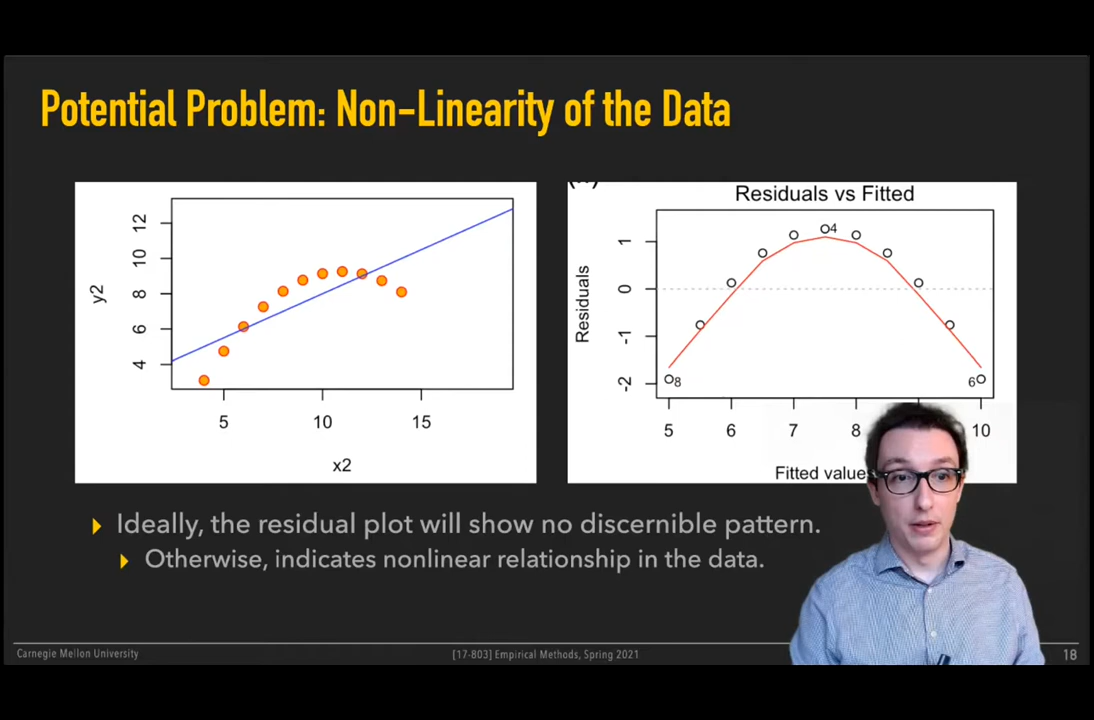 Potential Problem: Non-Linearity of the Data
y2
12
10
8
6
4
5 10 15
x2
Residuals vs Fitted
Residuals
1
0
-1
-2
4
8
6
5 6 7 8 10
Fitted values
Ideally, the residual plot will show no discernible pattern.
Otherwise, indicates nonlinear relationship in the data.
Carnegie Mellon University
[17-803] Empirical Methods, Spring 2021
18